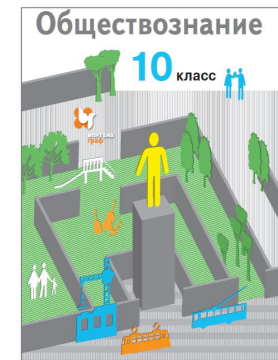 Обществознание
10 класс
вентана
граф